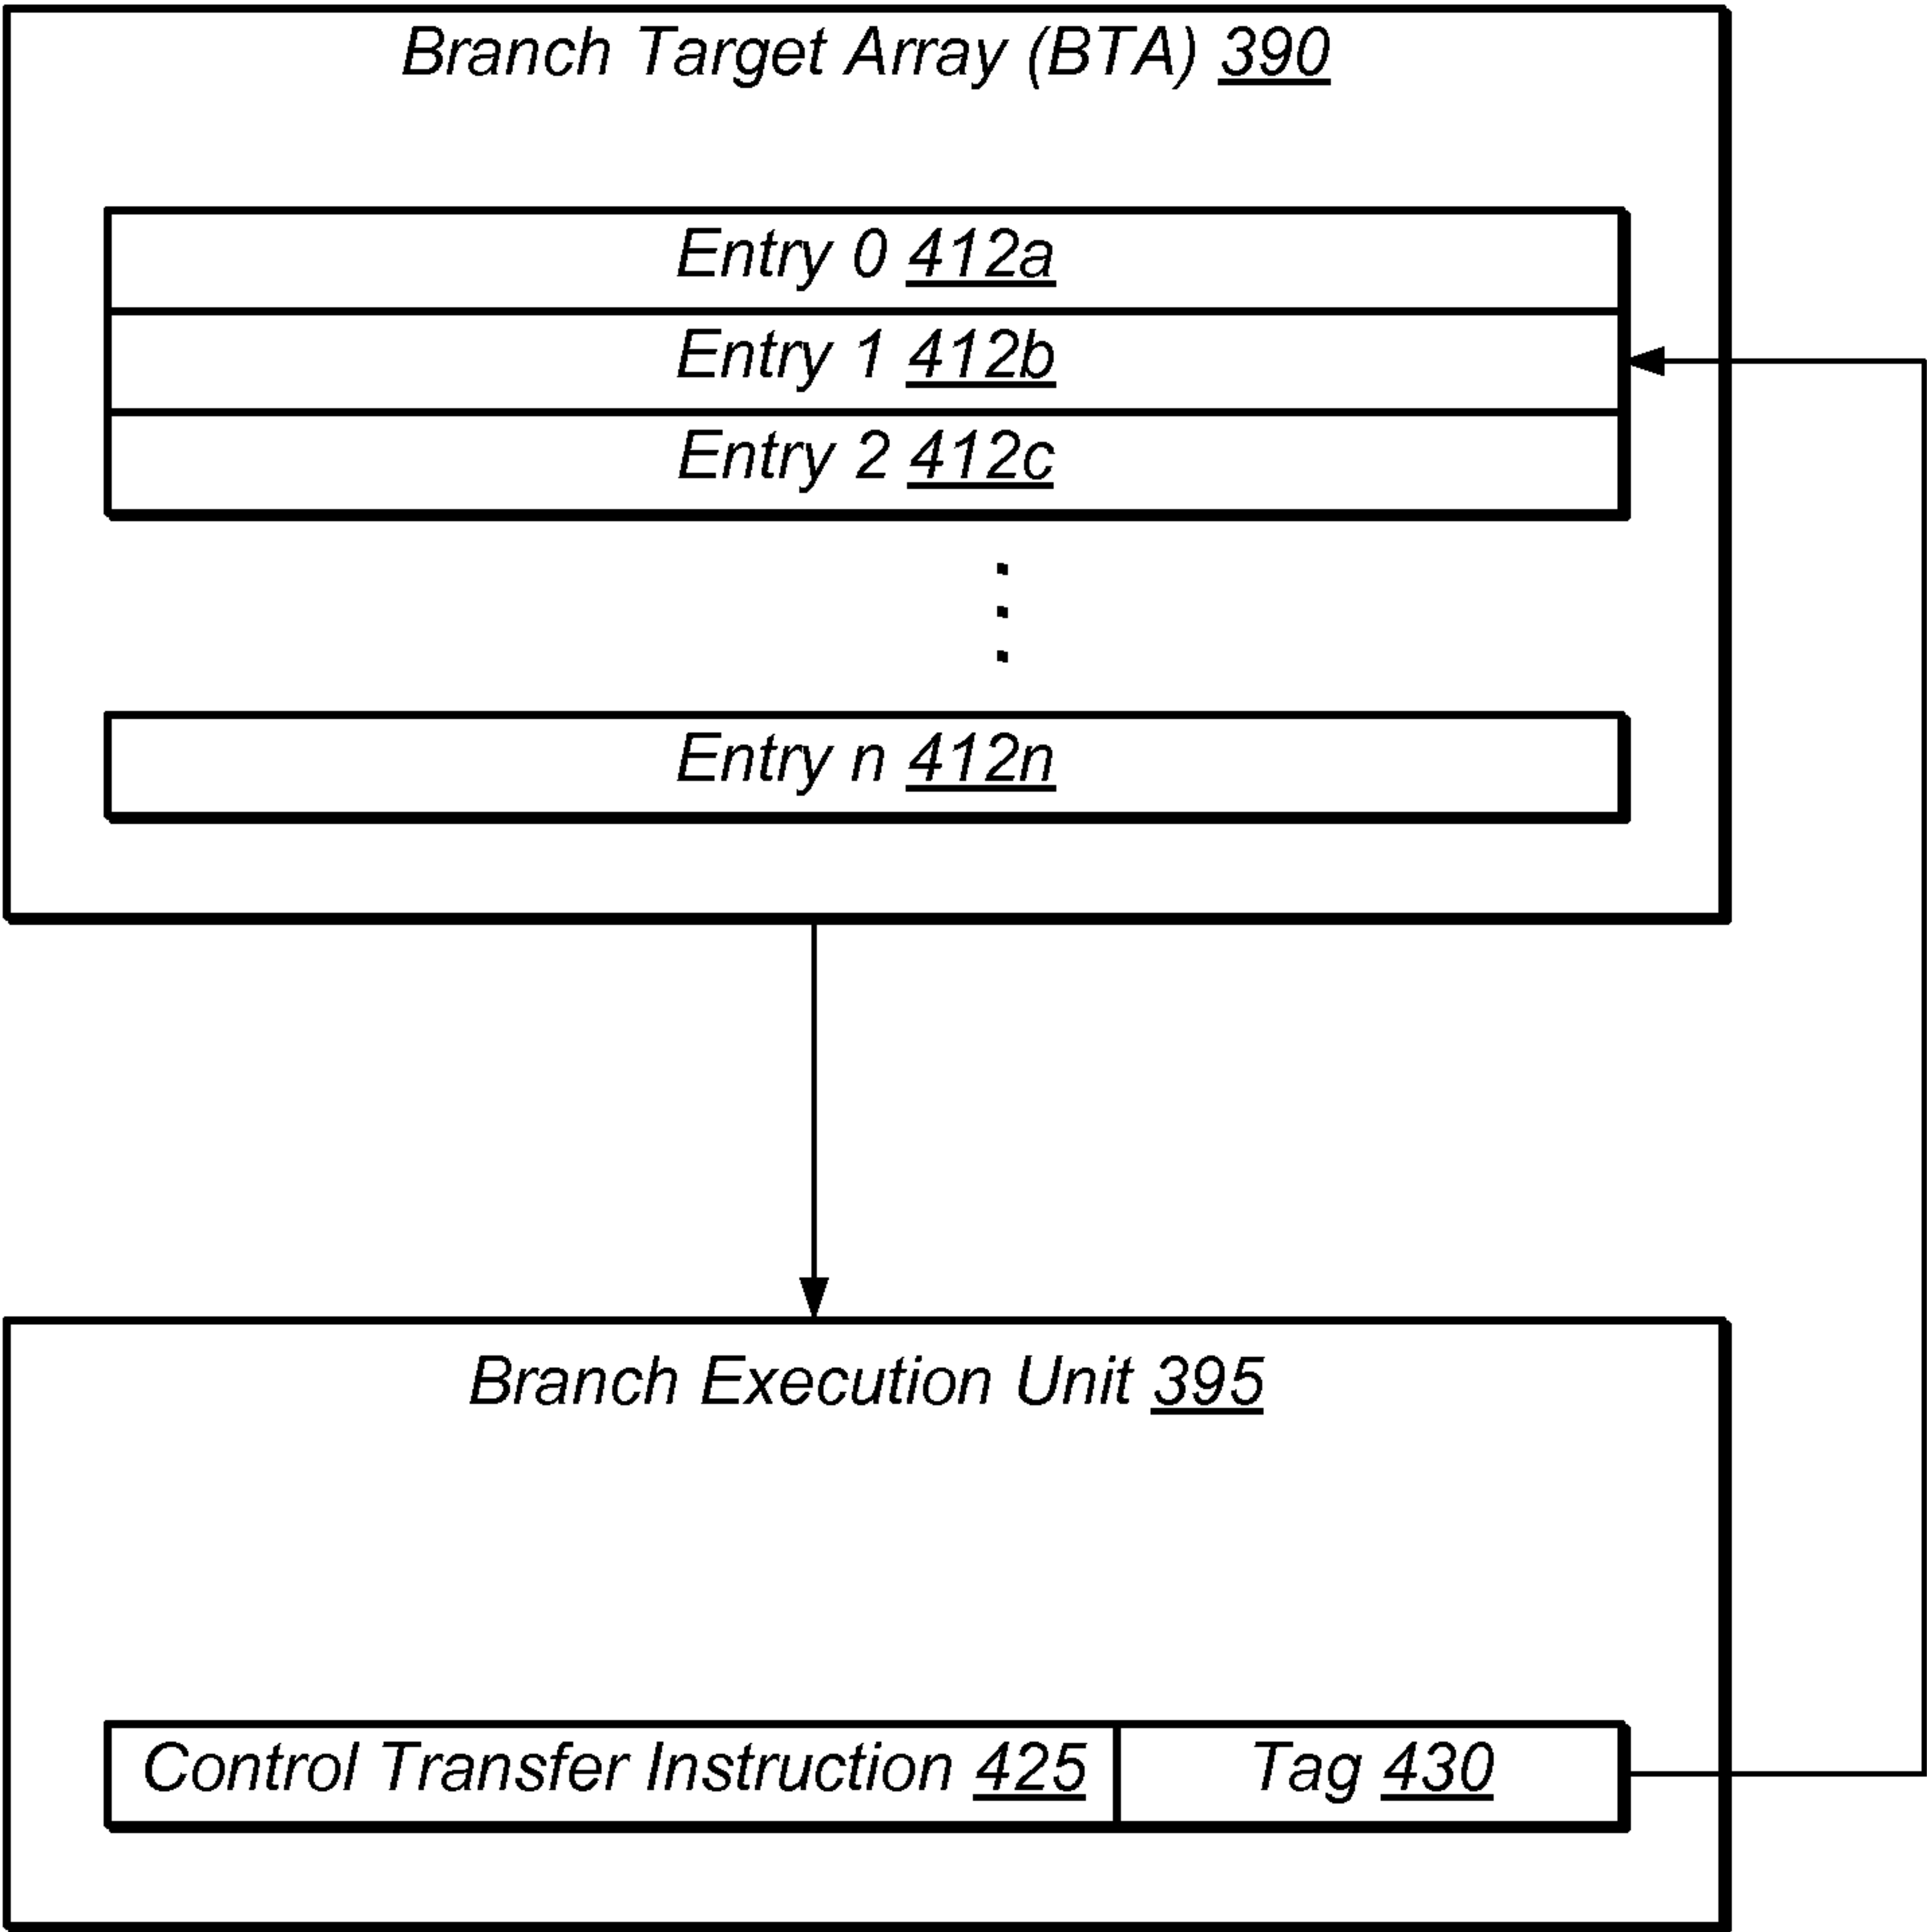 Branch Target Array (BTA) 390
Entry 0 412a
Entry 1 412b
Entry 2 412c
Entry n 412n
Branch Execution Unit 395
Control Transfer Instruction 425 Tag 430